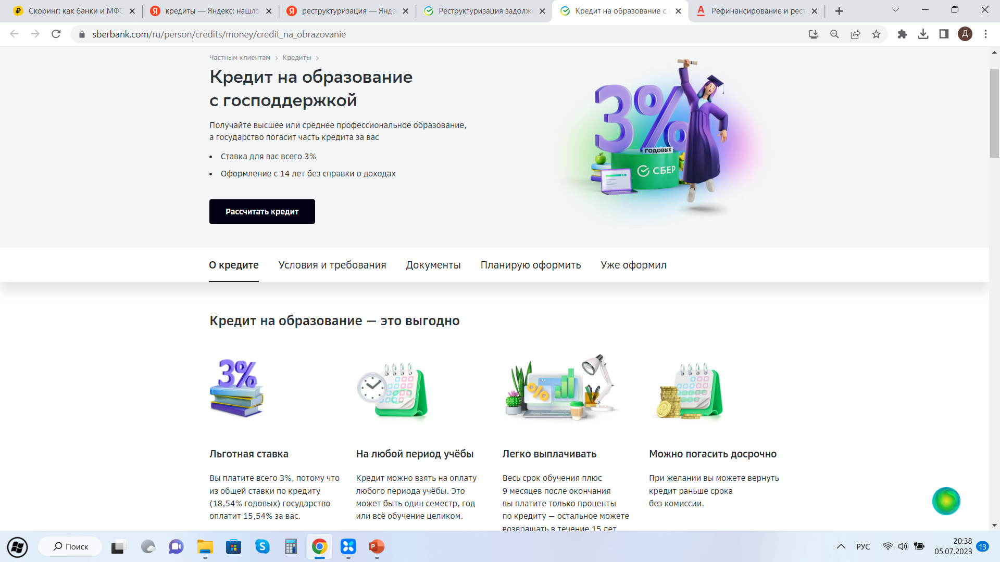 Скоринг: как банки и МФО
кредиты — Яндекс: нашло
реструктуризация — Янде
Реструктуризация задолже
Кредит на образование с
Рефинансирование и рест
sberbank.com/ru/person/credits/money/credit_na_obrazovanie
Д
Частным клиентам > Кредиты >
Кредит на образование
с господдержкой
Получайте высшее или среднее профессиональное образование,
а государство погасит часть кредита за вас
• Ставка для вас всего 3%
• Оформление с 14 лет без справки о доходах
Рассчитать кредит
3%
ГОДОВЫХ
СБЕР
О кредите Условия и требования Документы Планирую оформить Уже оформил
Кредит на образование — это выгодно
3%
Льготная ставка
Вы платите всего 3%, потому что
из общей ставки по кредиту
(18,54% годовых) государство
оплатит 15,54% за вас.
На любой период учёбы
Кредит можно взять на оплату
любого периода учёбы. Это
может быть один семестр, год
или всё обучение целиком.
Легко выплачивать
Весь срок обучения плюс
9 месяцев после окончания
вы платите только проценты
по кредиту — остальное можете
возвращать в течение 15 лет
Можно погасить досрочно
При желании вы можете вернуть
кредит раньше срока
без комиссии.
Поиск
РУС
20:38
05.07.2023
13